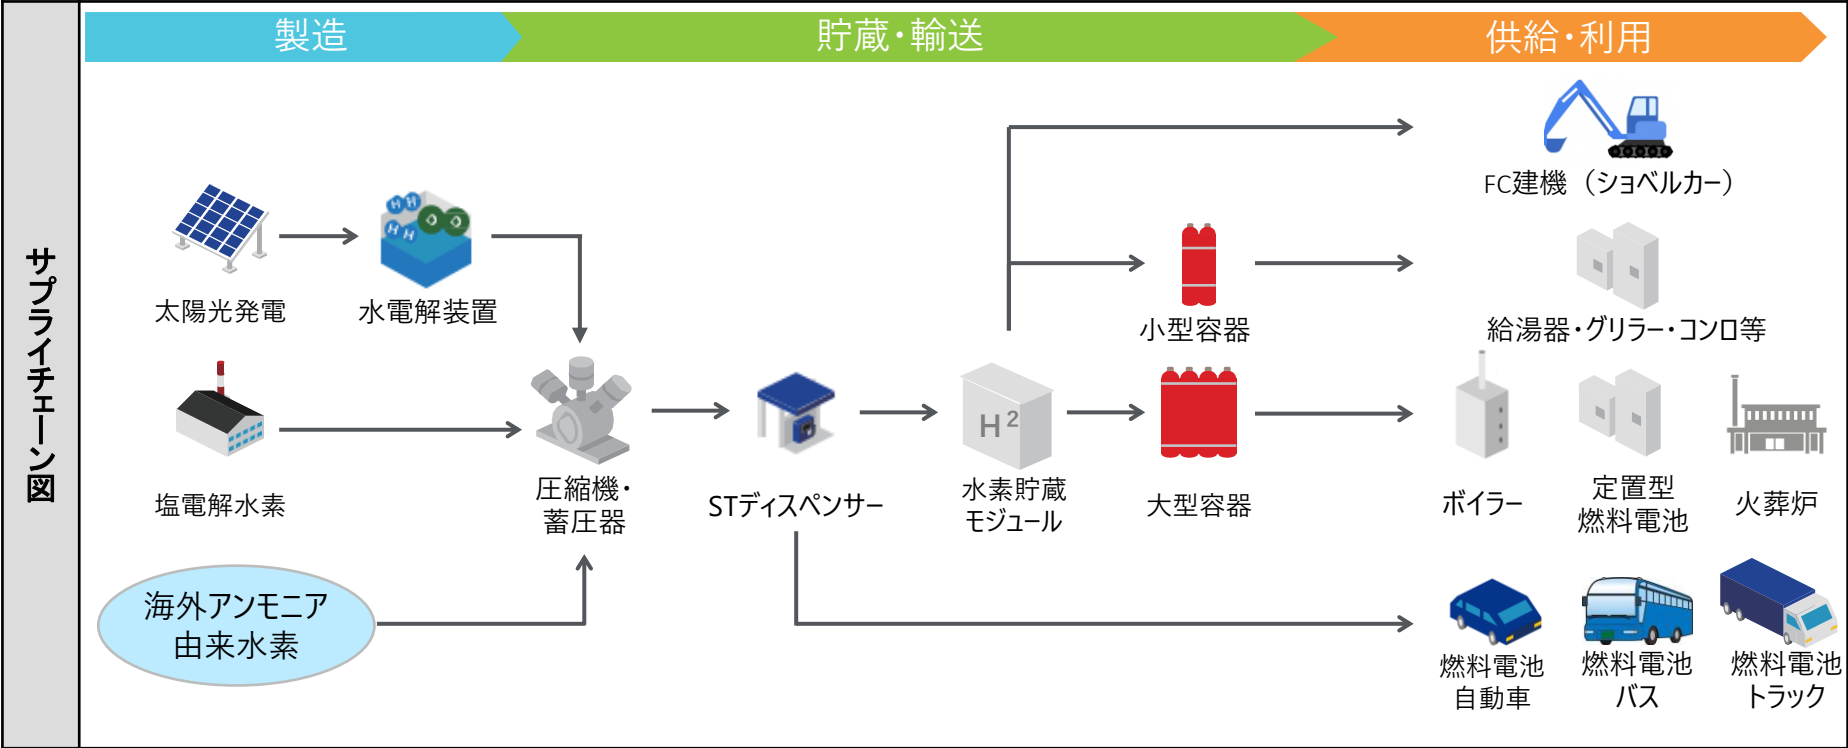 サプライチェーン図
製造
貯蔵・輸送
供給・利用
FC建機（ショベルカー）
太陽光発電
水電解装置
小型容器
給湯器・グリラー・コンロ等
H²
塩電解水素
圧縮機・
蓄圧器
STディスペンサー
水素貯蔵
モジュール
大型容器
ボイラー
定置型
燃料電池
火葬炉
海外アンモニア
由来水素
燃料電池
自動車
燃料電池
バス
燃料電池
トラック